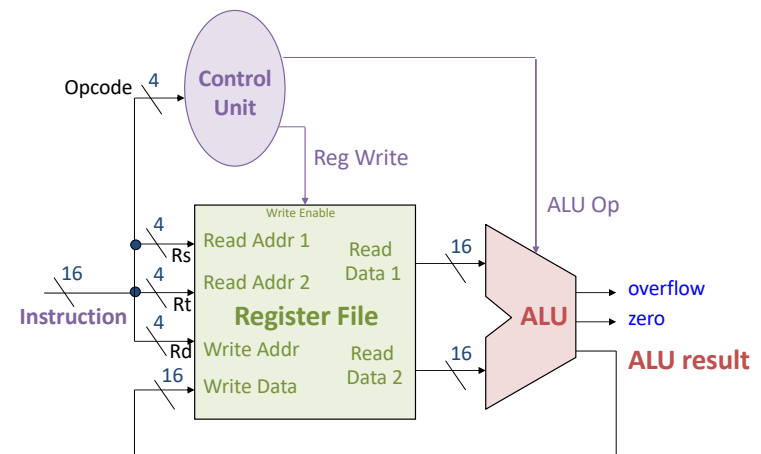 Control
Unit
Opcode
4
Reg Write
ALU Op
Write Enable
4
Rs
Read Addr 1
Read
Data 1
16
16
Instruction
4
Rt
Read Addr 2
Register File
ALU
overflow
zero
4
Rd
Write Addr
Read
Data 2
16
ALU result
16
Write Data